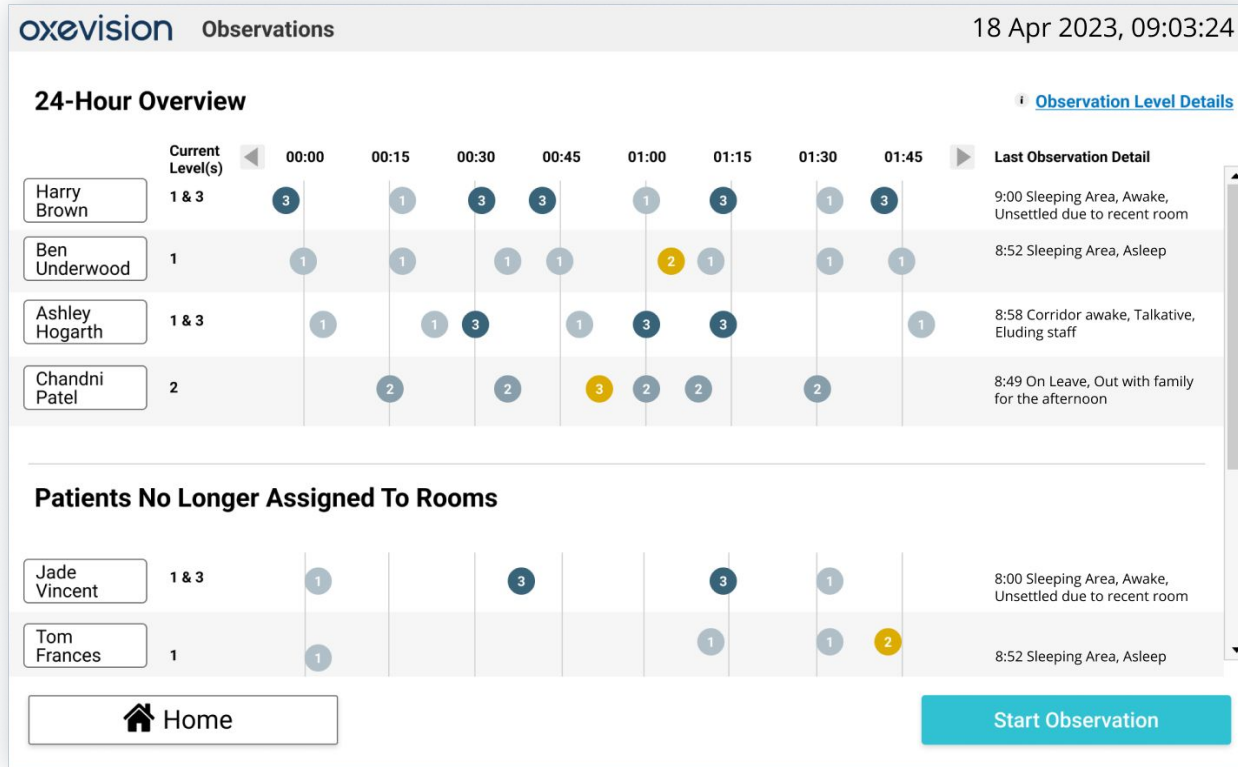 oxevision Observations 18 Apr 2023, 09:03:24
24-Hour Overview
i Observation Level Details
Current
Level(s)
00:00 00:15 00:30 00:45 01:00 01:15 01:30 01:45
Last Observation Detail
Harry
Brown
1 & 3
3 1 3 3 1 3 1 3
9:00 Sleeping Area, Awake,
Unsettled due to recent room
Ben
Underwood
1
1 1 1 1 2 1 1 1
8:52 Sleeping Area, Asleep
Ashley
Hogarth
1 & 3
1 1 3 1 3 3 1
8:58 Corridor awake, Talkative,
Eluding staff
Chandni
Patel
2
2 2 3 2 2 2
8:49 On Leave, Out with family
for the afternoon
Patients No Longer Assigned To Rooms
Jade
Vincent
1 & 3
1 3 3 1
8:00 Sleeping Area, Awake,
Unsettled due to recent room
Tom
Frances
1
1 1 1 2
8:52 Sleeping Area, Asleep
Home
Start Observation